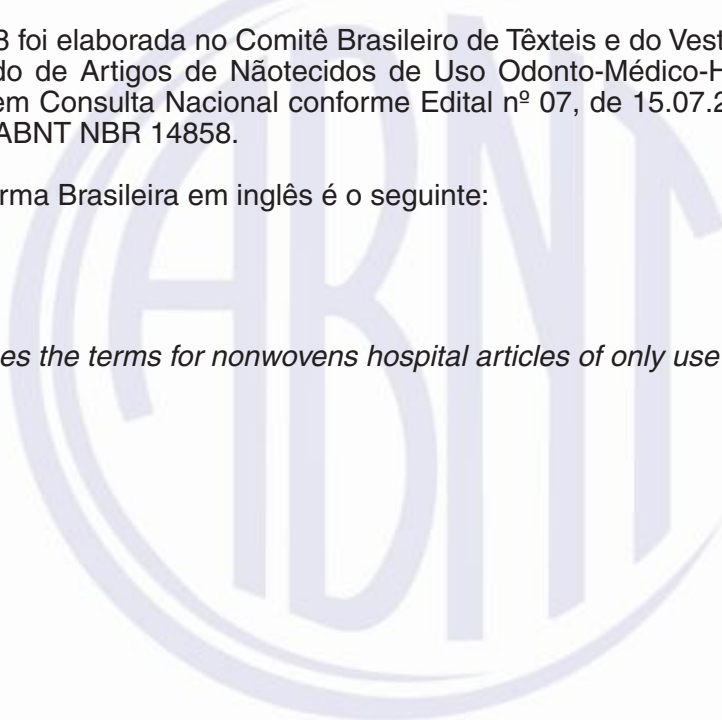 3 foi elaborada no Comitê Brasileiro de Têxteis e do Vest
do de Artigos de Nãotecidos de Uso Odonto-Médico-H
em Consulta Nacional conforme Edital nº 07, de 15.07.2
ABNT NBR 14858.
rma Brasileira em inglês é o seguinte:
es the terms for nonwovens hospital articles of only use
ABNT